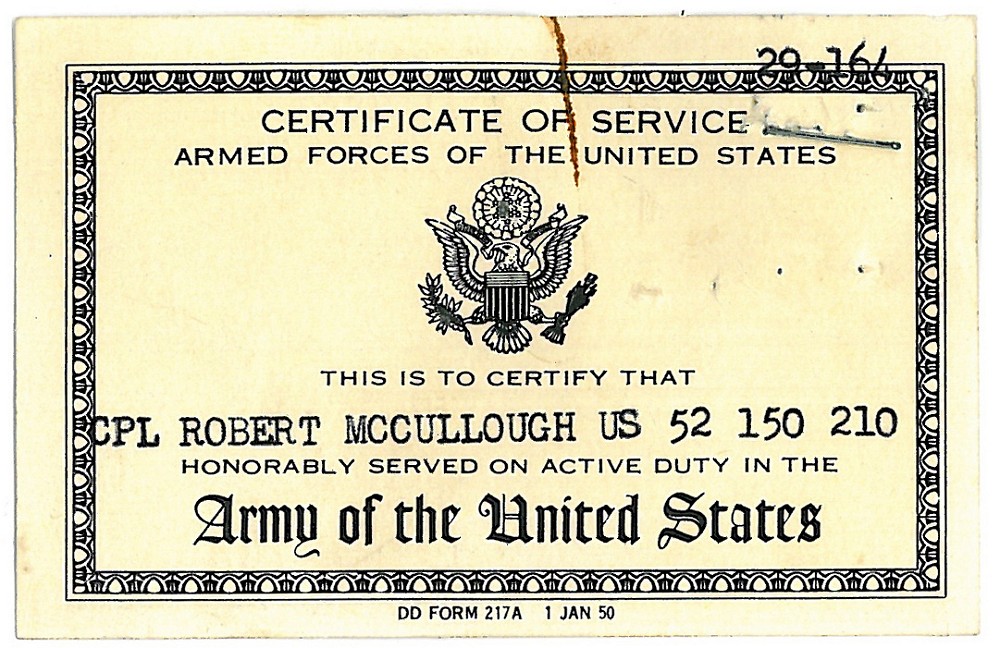 29-164
CERTIFICATE OF SERVICE
ARMED FORCES OF THE UNITED STATES
THIS IS TO CERTIFY THAT
CPL ROBERT MCCULLOUGH US 52 150 210
HONORABLY SERVED ON ACTIVE DUTY IN THE
Army of the United States
DD FORM 217A 1 JAN 50